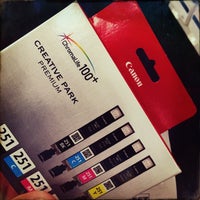 ChromaLife 100+
CREATIVE PARK
PREMIUM
Canon
251
251
251
C